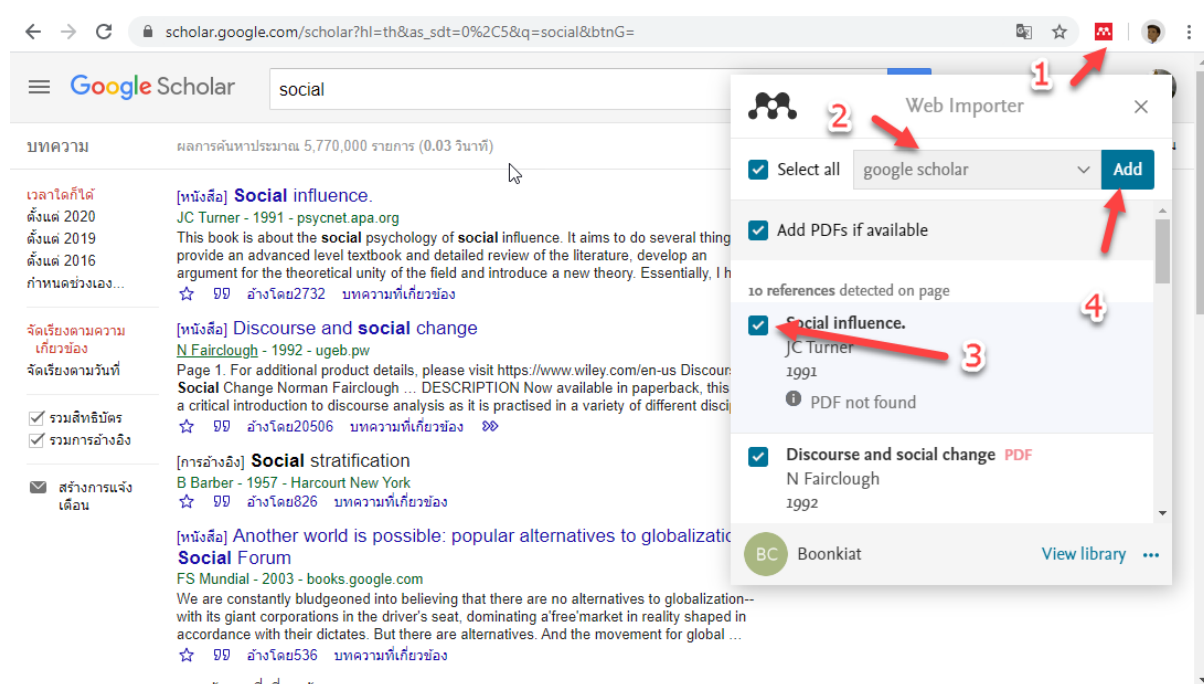 scholar.google.com/scholar?hl=th&as_sdt=0%2C5&q=social&btnG=
Google Scholar
social
บทความ
ผลการค้นหาประมาณ 5,770,000 รายการ (0.03 วินาที)
เวลาใดก็ได้
ตั้งแต่ 2020
ตั้งแต่ 2019
ตั้งแต่ 2016
กำหนดช่วงเอง...
จัดเรียงตามความ
เกี่ยวข้อง
จัดเรียงตามวันที่
รวมสิทธิบัตร
รวมการอ้างอิง
สร้างการแจ้ง
เตือน
[หนังสือ] Social influence.
JC Turner - 1991 - psycnet.apa.org
This book is about the social psychology of social influence. It aims to do several thing
provide an advanced level textbook and detailed review of the literature, develop an
argument for the theoretical unity of the field and introduce a new theory. Essentially, I h
อ้างโดย2732 บทความที่เกี่ยวข้อง
[หนังสือ] Discourse and social change
N Fairclough - 1992 - ugeb.pw
Page 1. For additional product details, please visit https://www.wiley.com/en-us Discour
Social Change Norman Fairclough … DESCRIPTION Now available in paperback, this
a critical introduction to discourse analysis as it is practised in a variety of different disci
อ้างโดย20506 บทความที่เกี่ยวข้อง
[การอ้างอิง] Social stratification
B Barber - 1957 - Harcourt New York
อ้างโดย826 บทความที่เกี่ยวข้อง
[หนังสือ] Another world is possible: popular alternatives to globalizatio
Social Forum
FS Mundial - 2003 - books.google.com
We are constantly bludgeoned into believing that there are no alternatives to globalization--
with its giant corporations in the driver's seat, dominating a'free'market in reality shaped in
accordance with their dictates. But there are alternatives. And the movement for global …
อ้างโดย536 บทความที่เกี่ยวข้อง
1
Web Importer
2
Select all
google scholar
Add
Add PDFs if available
10 references detected on page
4
Social influence.
JC Turner
3
1991
PDF not found
Discourse and social change PDF
N Fairclough
1992
BC
Boonkiat
View library